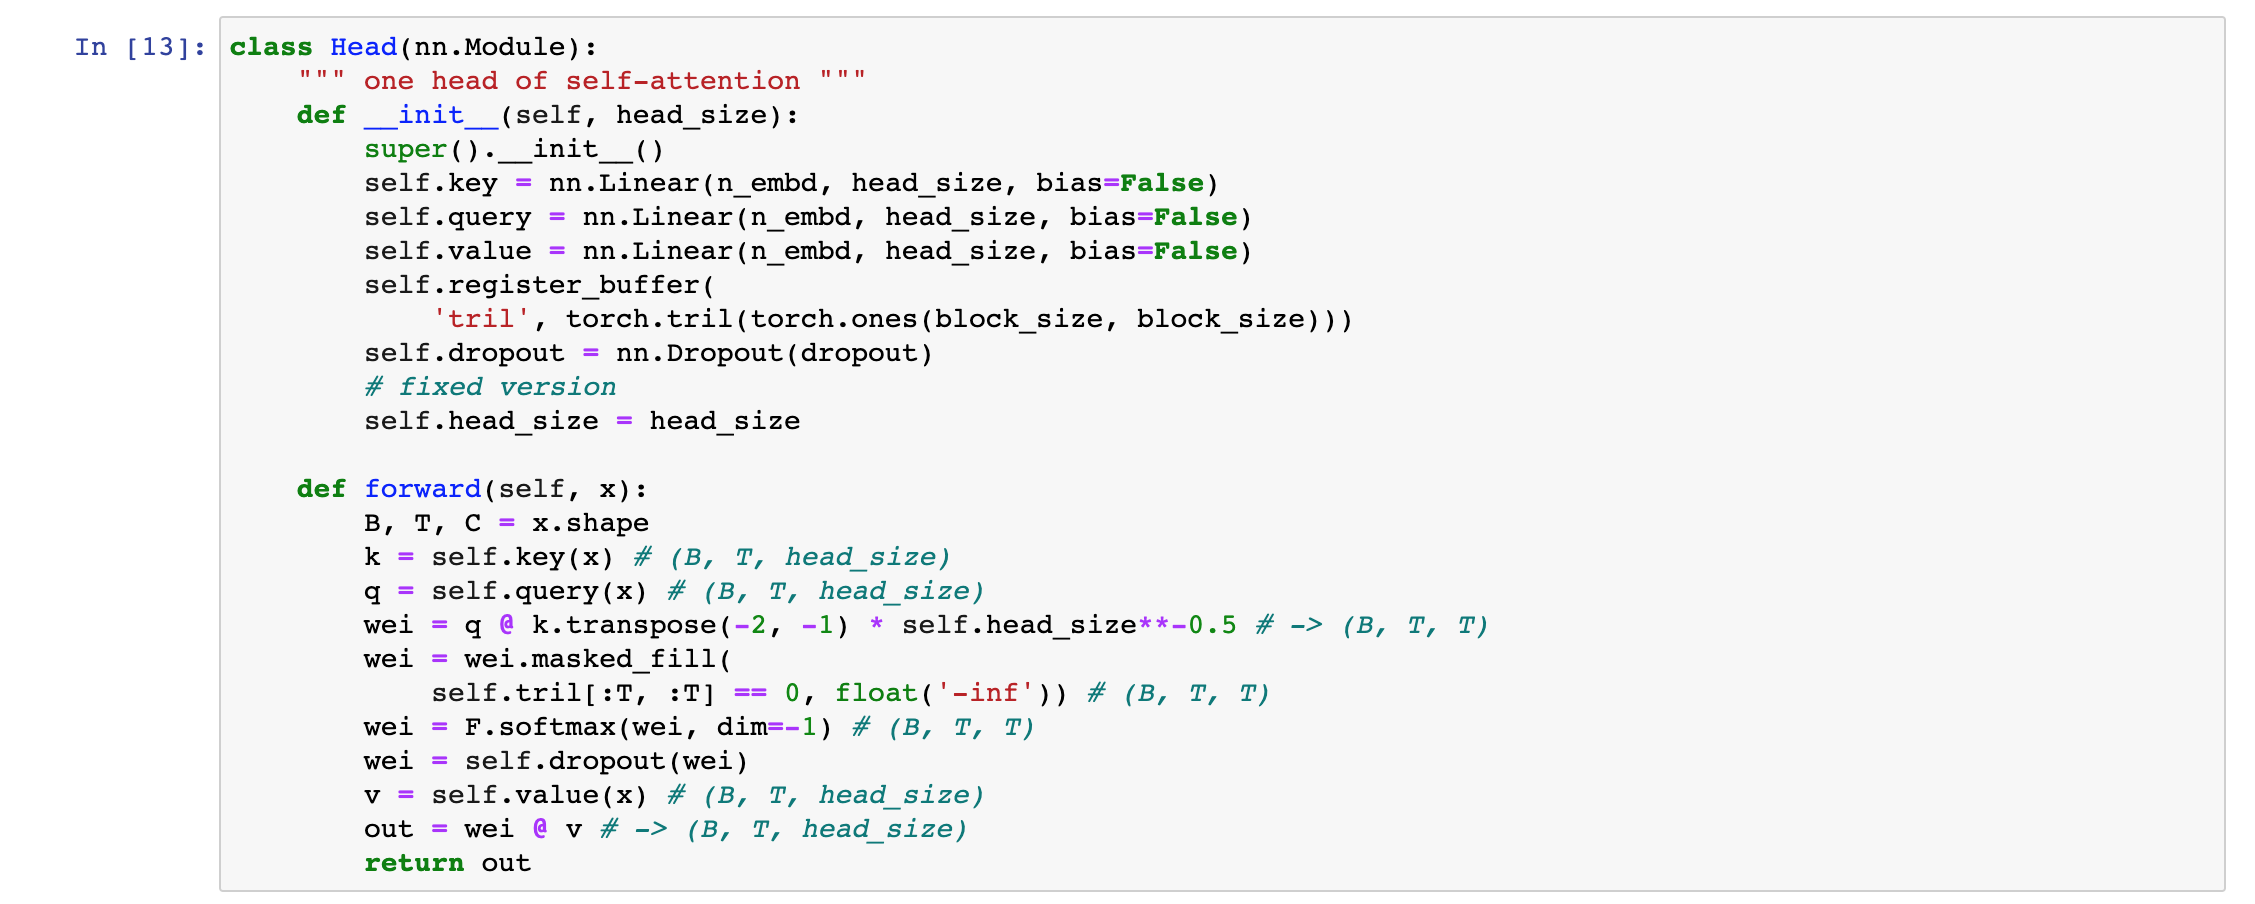 In [13]: class Head(nn.Module):
    """ one head of self-attention """
    def __init__(self, head_size):
        super().__init__()
        self.key = nn.Linear(n_embd, head_size, bias=False)
        self.query = nn.Linear(n_embd, head_size, bias=False)
        self.value = nn.Linear(n_embd, head_size, bias=False)
        self.register_buffer(
            'tril', torch.tril(torch.ones(block_size, block_size)))
        self.dropout = nn.Dropout(dropout)
        # fixed version
        self.head_size = head_size

    def forward(self, x):
        B, T, C = x.shape
        k = self.key(x) # (B, T, head_size)
        q = self.query(x) # (B, T, head_size)
        wei = q @ k.transpose(-2, -1) * self.head_size**-0.5 # -> (B, T, T)
        wei = wei.masked_fill(
            self.tril[:T, :T] == 0, float('-inf')) # (B, T, T)
        wei = F.softmax(wei, dim=-1) # (B, T, T)
        wei = self.dropout(wei)
        v = self.value(x) # (B, T, head_size)
        out = wei @ v # -> (B, T, head_size)
        return out